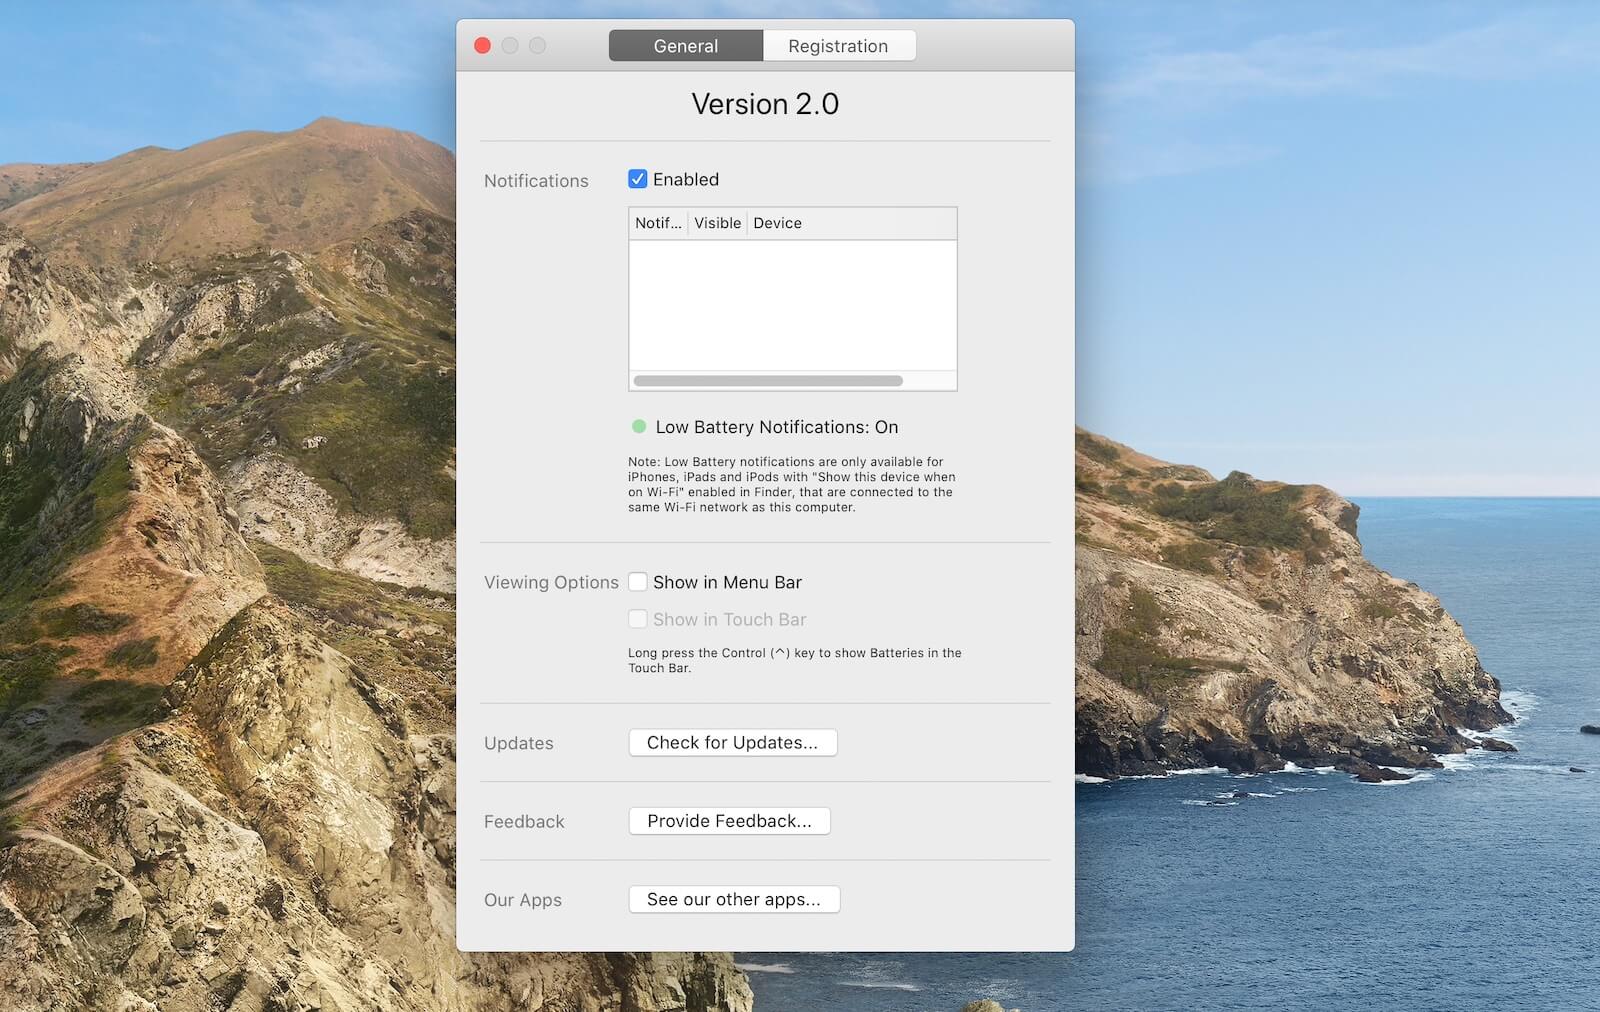 General Registration
Version 2.0
Notifications Enabled
Notif... Visible Device
Low Battery Notifications: On
Note: Low Battery notifications are only available for
iPhones, iPads and iPods with "Show this device when
on Wi-Fi" enabled in Finder, that are connected to the
same Wi-Fi network as this computer.
Viewing Options Show in Menu Bar
Show in Touch Bar
Long press the Control (^) key to show Batteries in the
Touch Bar.
Updates Check for Updates...
Feedback Provide Feedback...
Our Apps See our other apps...